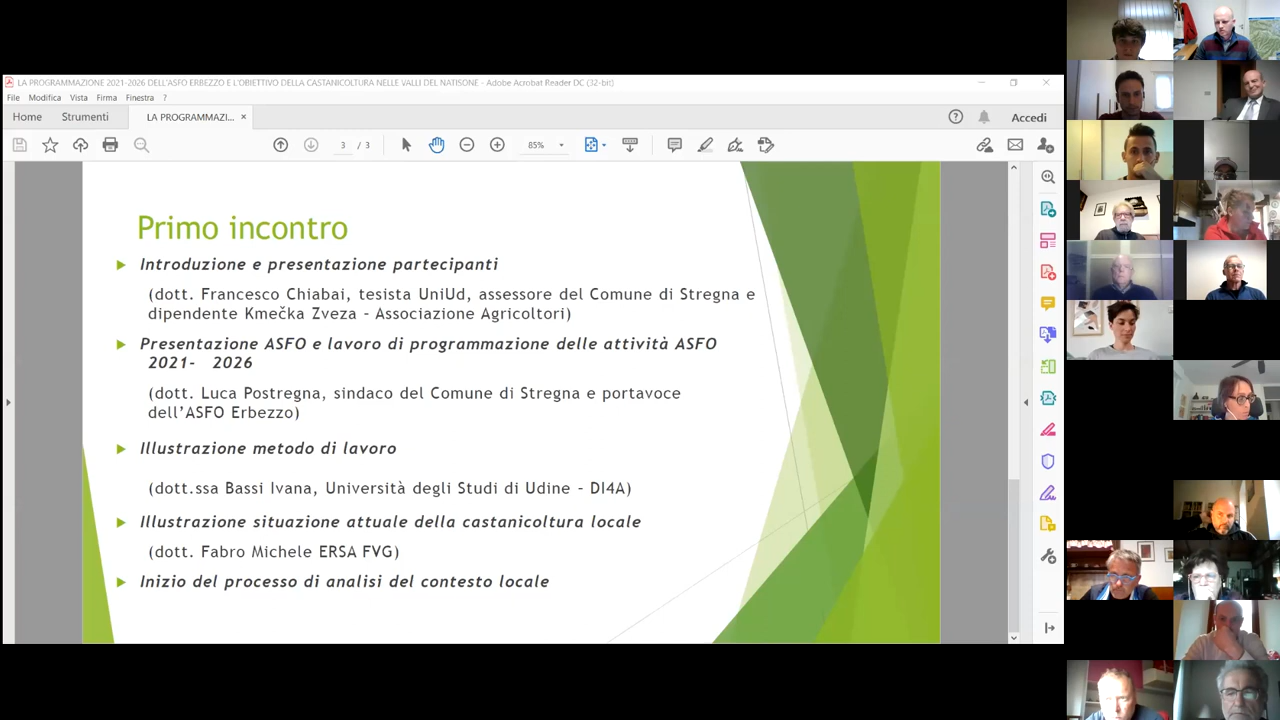 LA PROGRAMMAZIONE 2021-2026 DELL'ASFO ERBEZZO E L'OBIETTIVO DELLA CASTANICOLTURA NELLE VALLI DEL NATISONE - Adobe Acrobat Reader DC (32-bit)
File Modifica Vista Firma Finestra ?
Home Strumenti LA PROGRAMMAZI... × Accedi
3 / 3 85%
Primo incontro
Introduzione e presentazione partecipanti
(dott. Francesco Chiabai, tesista UniUd, assessore del Comune di Stregna e
dipendente Kmečka Zveza – Associazione Agricoltori)
Presentazione ASFO e lavoro di programmazione delle attività ASFO
2021- 2026
(dott. Luca Postregna, sindaco del Comune di Stregna e portavoce
dell'ASFO Erbezzo)
Illustrazione metodo di lavoro
(dott.ssa Bassi Ivana, Università degli Studi di Udine – DI4A)
Illustrazione situazione attuale della castanicoltura locale
(dott. Fabro Michele ERSA FVG)
Inizio del processo di analisi del contesto locale